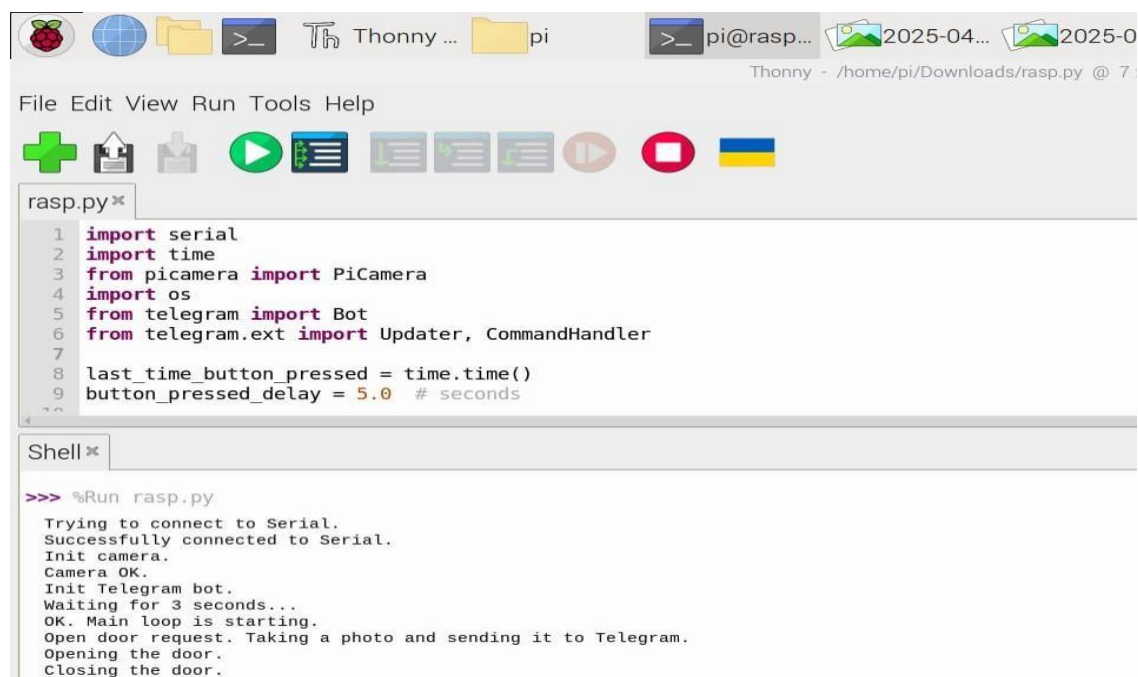 Thonny ... pi pi@rasp... 2025-04... 2025-0
Thonny - /home/pi/Downloads/rasp.py @ 7
File Edit View Run Tools Help
rasp.py
1 import serial
2 import time
3 from picamera import PiCamera
4 import os
5 from telegram import Bot
6 from telegram.ext import Updater, CommandHandler
7
8 last_time_button_pressed = time.time()
9 button_pressed_delay = 5.0  # seconds
Shell
>>> %Run rasp.py
Trying to connect to Serial.
Successfully connected to Serial.
Init camera.
Camera OK.
Init Telegram bot.
Waiting for 3 seconds...
OK. Main loop is starting.
Open door request. Taking a photo and sending it to Telegram.
Opening the door.
Closing the door.